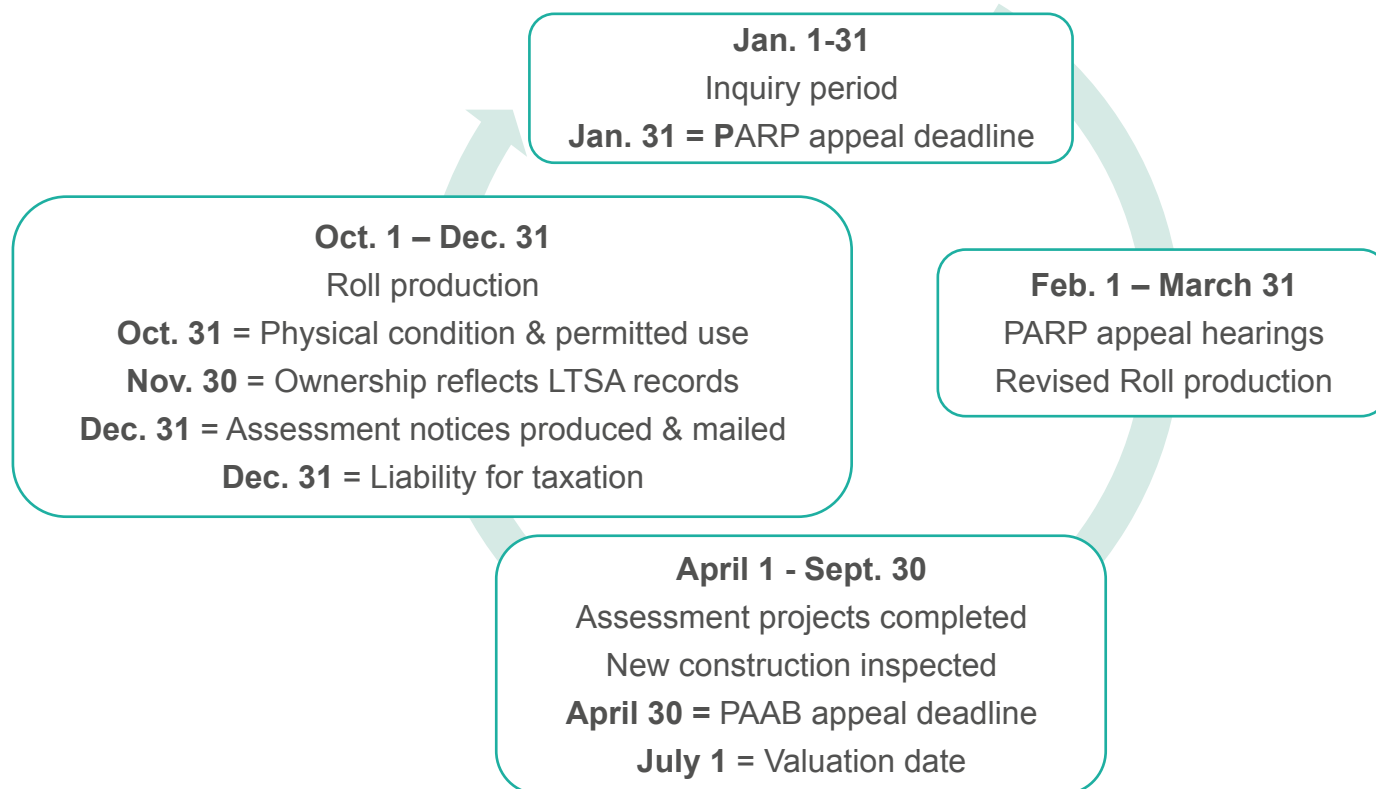 Jan. 1-31
Inquiry period
Jan. 31 = PARP appeal deadline
Feb. 1 – March 31
PARP appeal hearings
Revised Roll production
April 1 - Sept. 30
Assessment projects completed
New construction inspected
April 30 = PAAB appeal deadline
July 1 = Valuation date
Oct. 1 – Dec. 31
Roll production
Oct. 31 = Physical condition & permitted use
Nov. 30 = Ownership reflects LTSA records
Dec. 31 = Assessment notices produced & mailed
Dec. 31 = Liability for taxation